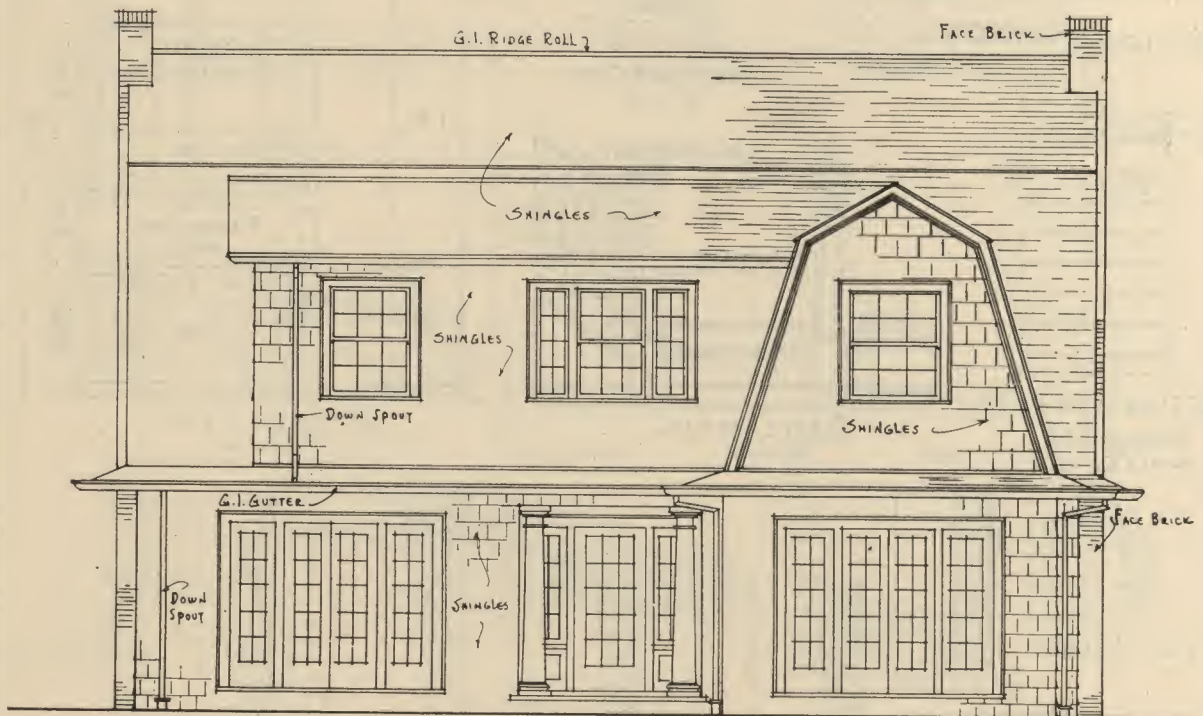 G.I. RIDGE ROLL
FACE BRICK
SHINGLES
SHINGLES
DOWN SPOUT
SHINGLES
G.I. GUTTER
FACE BRICK
DOWN
SPOUT
SHINGLES